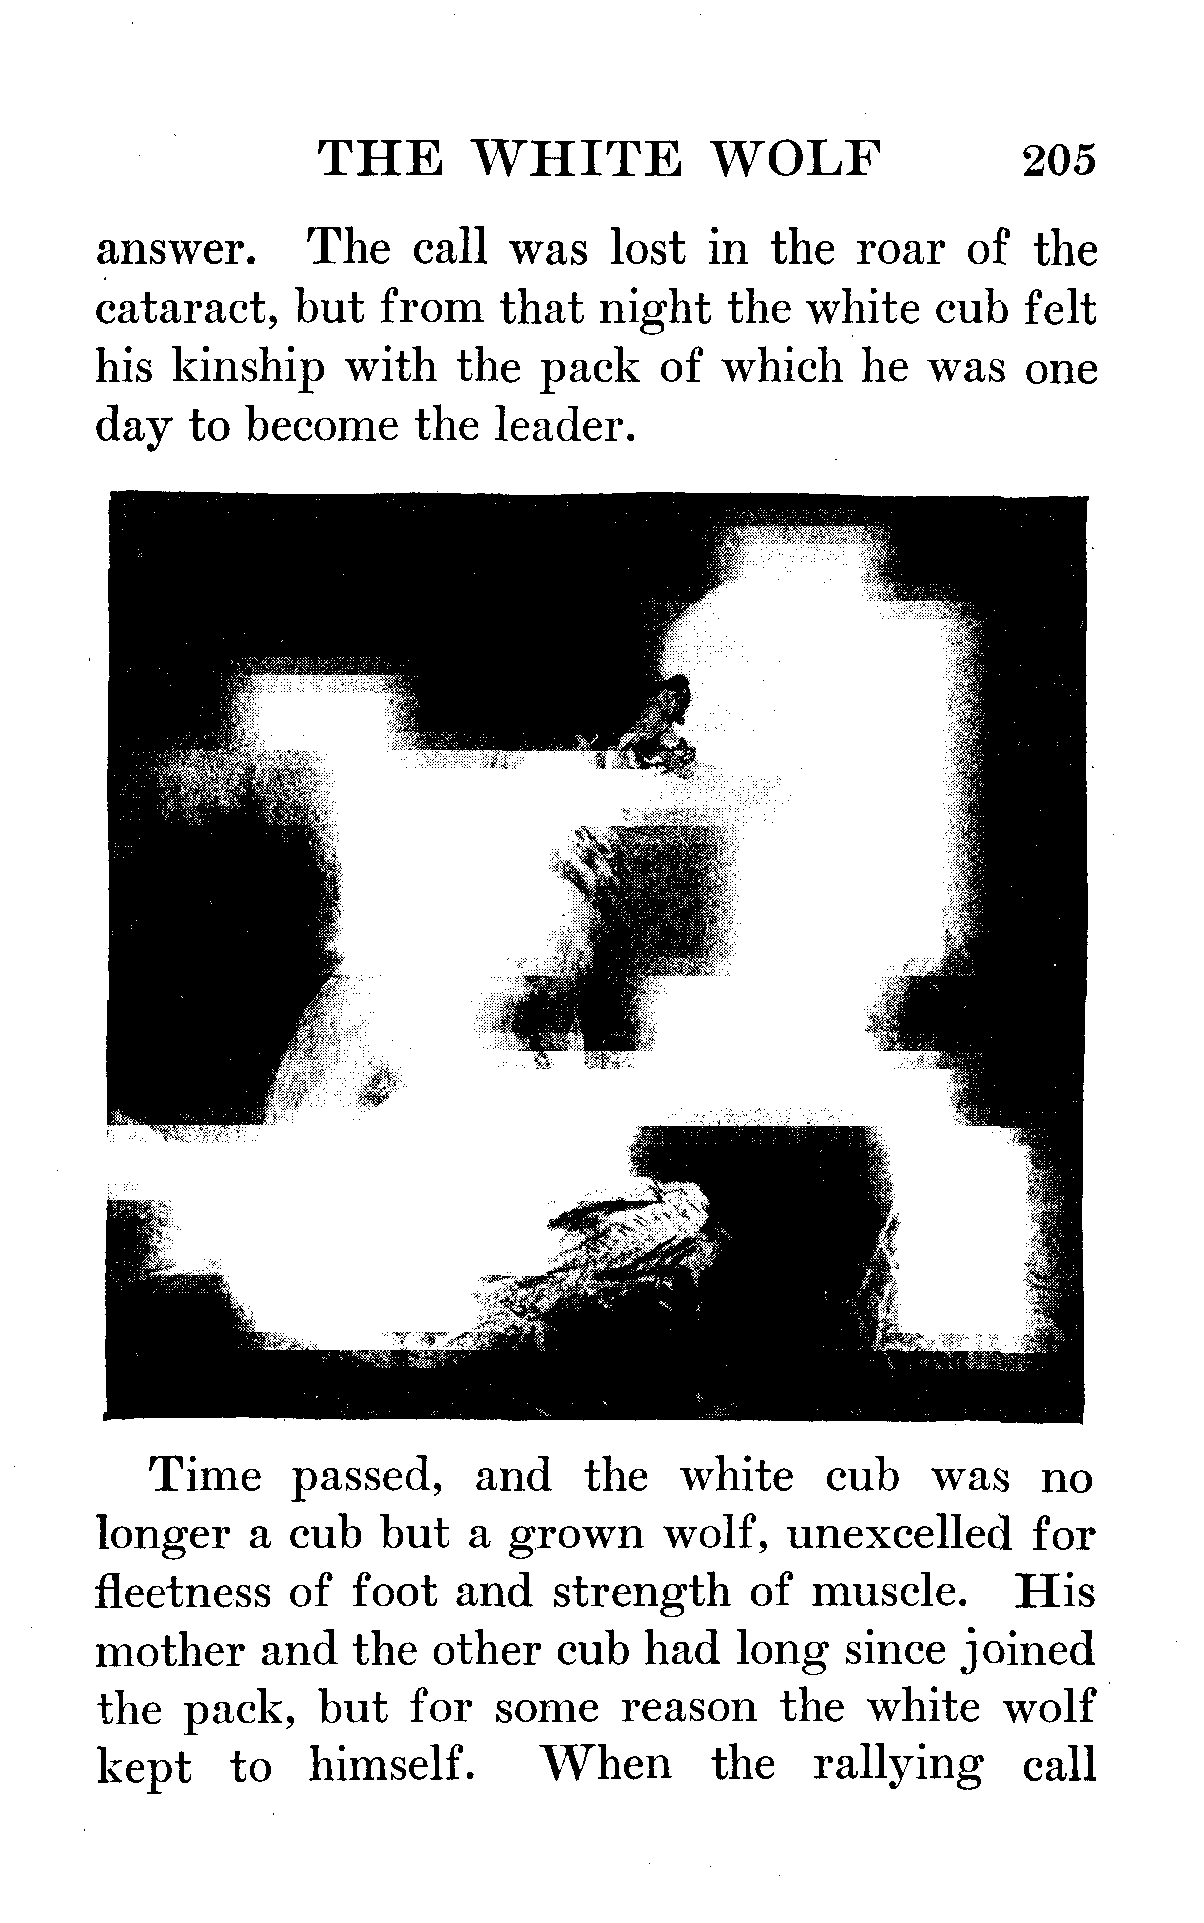 THE WHITE WOLF 205
answer. The call was lost in the roar of the
cataract, but from that night the white cub felt
his kinship with the pack of which he was one
day to become the leader.
Time passed, and the white cub was no
longer a cub but a grown wolf, unexcelled for
fleetness of foot and strength of muscle. His
mother and the other cub had long since joined
the pack, but for some reason the white wolf
kept to himself. When the rallying call